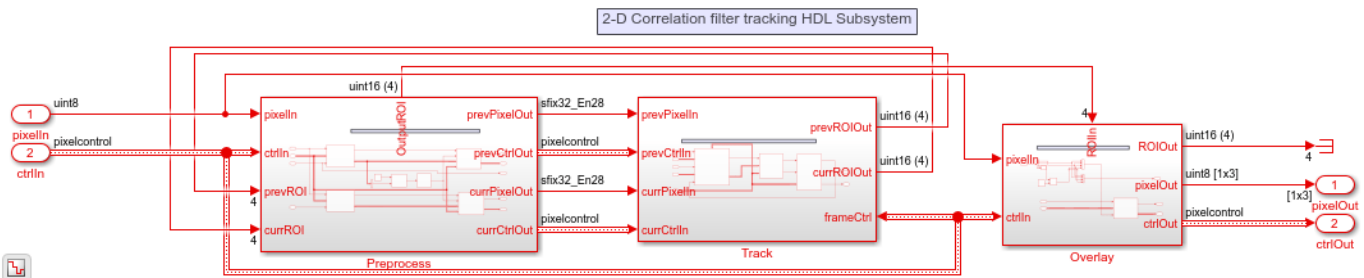 2-D Correlation filter tracking HDL Subsystem
uint16 (4)
1
uint8
pixelIn
2
pixelcontrol
ctrlIn
pixelIn
ctrlIn
prevROI
4
currROI
4
OutputROI
prevPixelOut
prevCtrlOut
currPixelOut
currCtrlOut
Preprocess
sfix32_En28
pixelcontrol
sfix32_En28
pixelcontrol
prevPixelIn
prevCtrlIn
currPixelIn
currCtrlIn
prevROIOut
currROIOut
frameCtrl
Track
uint16 (4)
uint16 (4)
4
pixelIn
ctrlIn
ROIIn
ROIOut
pixelOut
ctrlOut
Overlay
uint16 (4)
4
uint8 [1x3]
[1x3]
pixelcontrol
1
pixelOut
2
ctrlOut